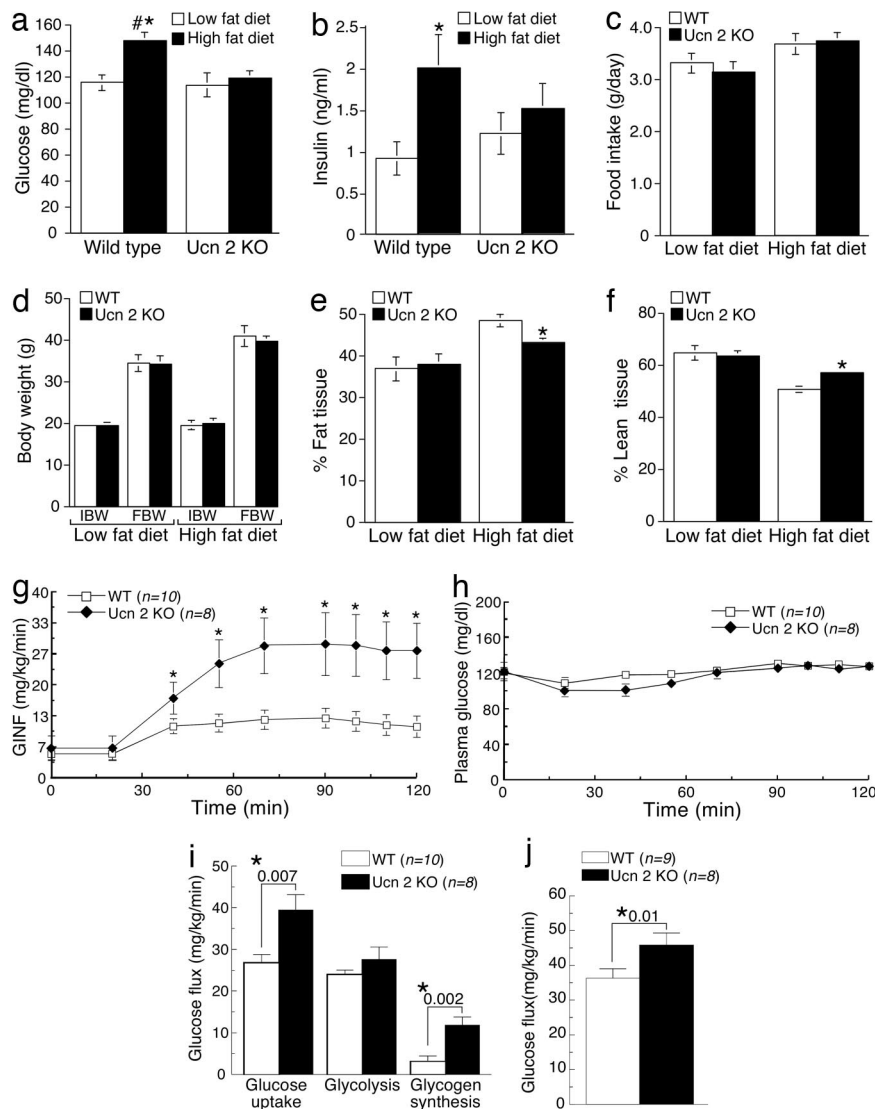 a
Low fat diet
High fat diet
#*
Glucose (mg/dl)
160
140
120
100
80
60
40
20
0
Wild type
Ucn 2 KO
b
Low fat diet
High fat diet
*
Insulin (ng/ml)
2.5
2
1.5
1
0.5
0
Wild type
Ucn 2 KO
c
WT
Ucn 2 KO
Food intake (g/day)
4.0
3.0
2.0
1.0
0
Low fat diet
High fat diet
d
WT
Ucn 2 KO
Body weight (g)
50
40
30
20
10
0
IBW
FBW
IBW
FBW
Low fat diet
High fat diet
e
WT
Ucn 2 KO
*
% Fat tissue
50
40
30
20
10
0
Low fat diet
High fat diet
f
WT
Ucn 2 KO
*
% Lean tissue
80
60
40
20
0
Low fat diet
High fat diet
g
WT (n=10)
Ucn 2 KO (n=8)
* * * * * * *
GINF (mg/kg/min)
40
33
27
20
13
7
0
0
30
60
90
120
Time (min)
h
WT (n=10)
Ucn 2 KO (n=8)
Plasma glucose (mg/dl)
200
160
120
80
40
0
0
30
60
90
120
Time (min)
i
WT (n=10)
Ucn 2 KO (n=8)
*
0.007
*
0.002
Glucose flux (mg/kg/min)
50
40
30
20
10
0
Glucose uptake
Glycolysis
Glycogen synthesis
j
WT (n=9)
Ucn 2 KO (n=8)
*0.01
Glucose flux(mg/kg/min)
60
50
40
30
20
10
0